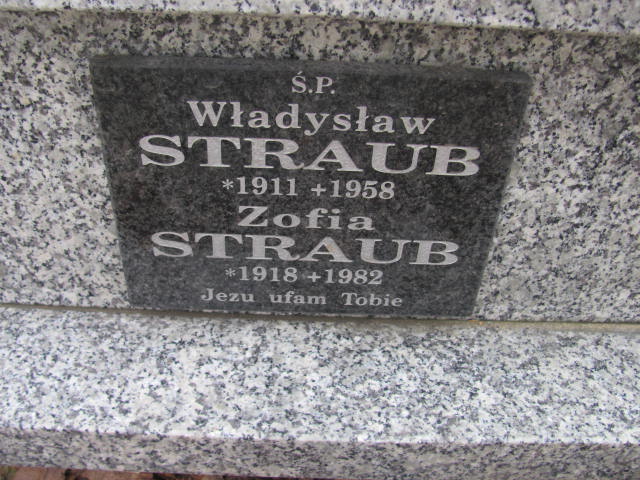 Ś.P.
Władysław
STRAUB
*1911 +1958
Zofia
STRAUB
*1918 +1982
Jezu ufam Tobie